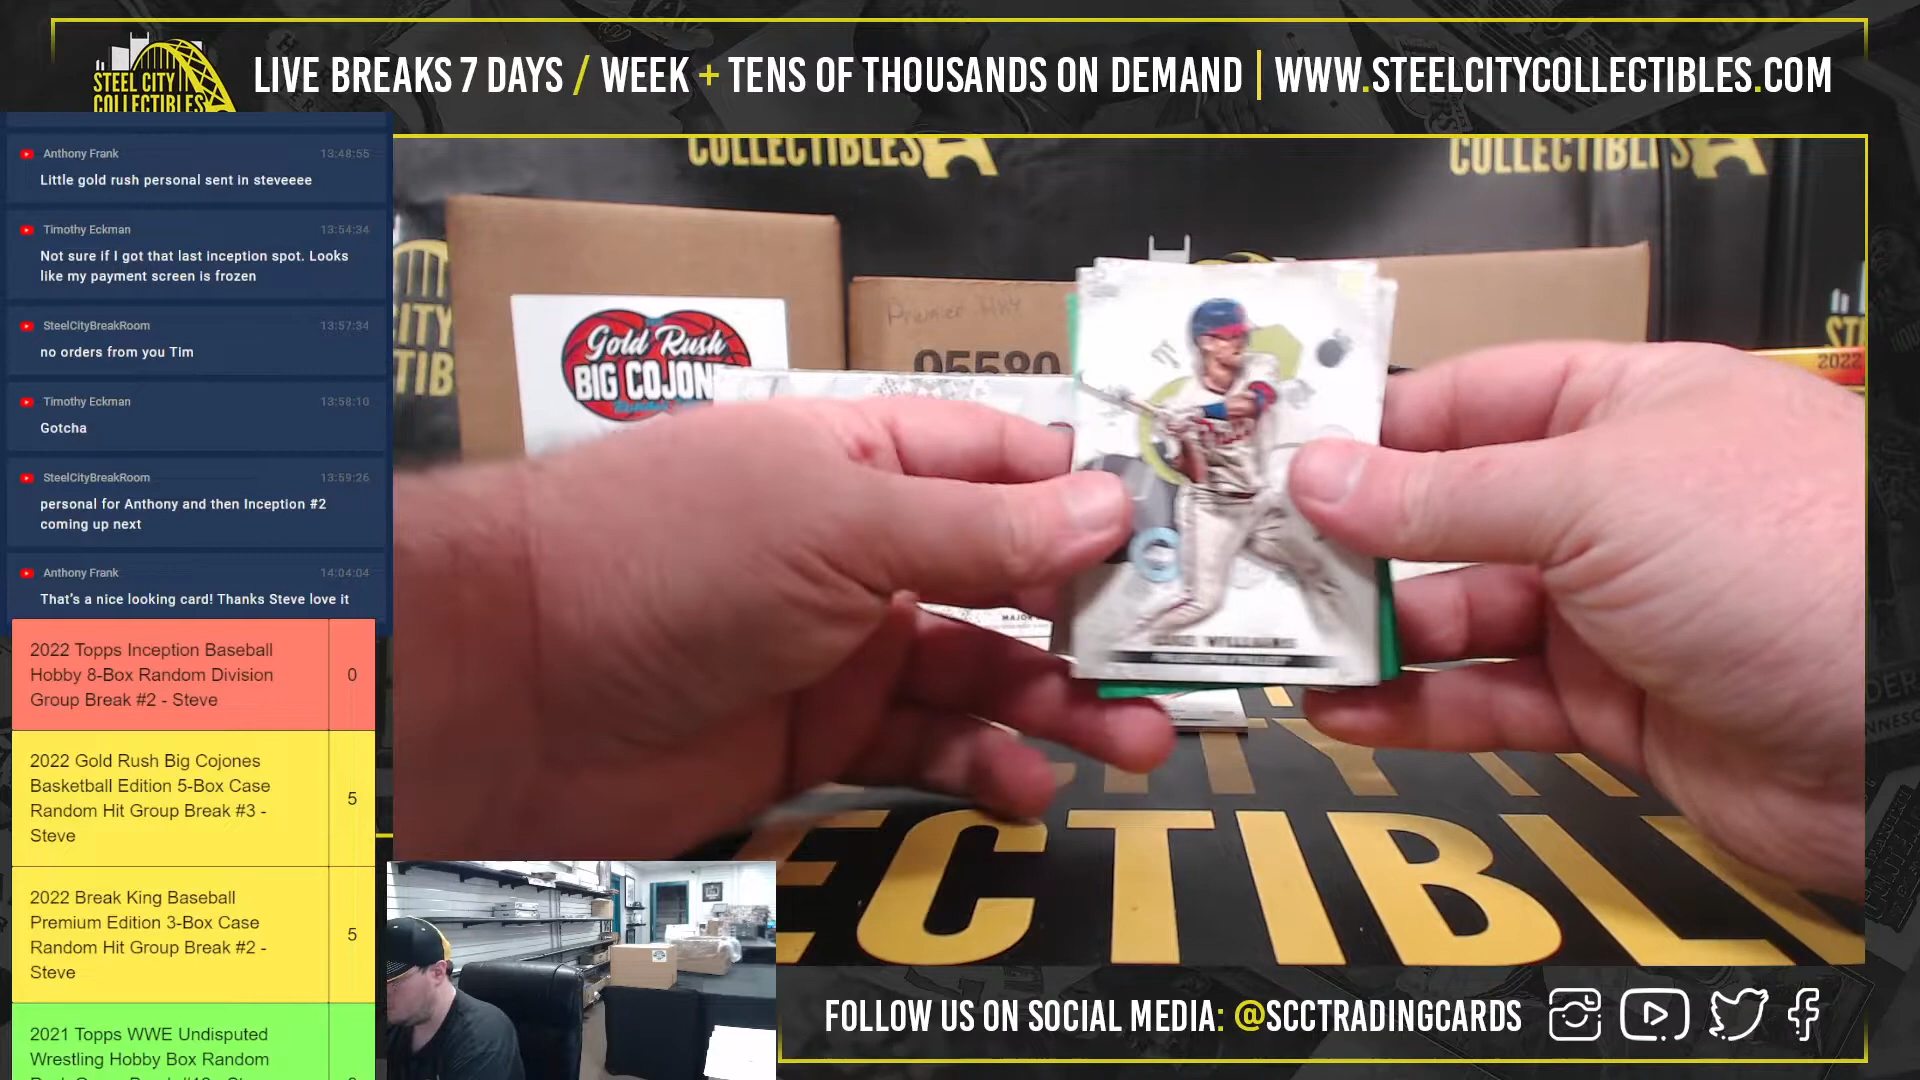 STEEL CITY
COLLECTIBLES
LIVE BREAKS 7 DAYS / WEEK + TENS OF THOUSANDS ON DEMAND | WWW.STEELCITYCOLLECTIBLES.COM
Anthony Frank 13:48:55
Little gold rush personal sent in steveeee
Timothy Eckman 13:54:34
Not sure if I got that last inception spot. Looks
like my payment screen is frozen
SteelCityBreakRoom 13:57:34
no orders from you Tim
Timothy Eckman 13:58:10
Gotcha
SteelCityBreakRoom 13:59:26
personal for Anthony and then Inception #2
coming up next
Anthony Frank 14:04:04
That's a nice looking card! Thanks Steve love it
2022 Topps Inception Baseball
Hobby 8-Box Random Division
Group Break #2 - Steve
0
2022 Gold Rush Big Cojones
Basketball Edition 5-Box Case
Random Hit Group Break #3 -
Steve
5
2022 Break King Baseball
Premium Edition 3-Box Case
Random Hit Group Break #2 -
Steve
5
2021 Topps WWE Undisputed
Wrestling Hobby Box Random
COLLECTIBLES
Premier
95580
Gold Rush
BIG COJON
2022
WILLIAMS
ECTIBL
FOLLOW US ON SOCIAL MEDIA: @SCCTRADINGCARDS